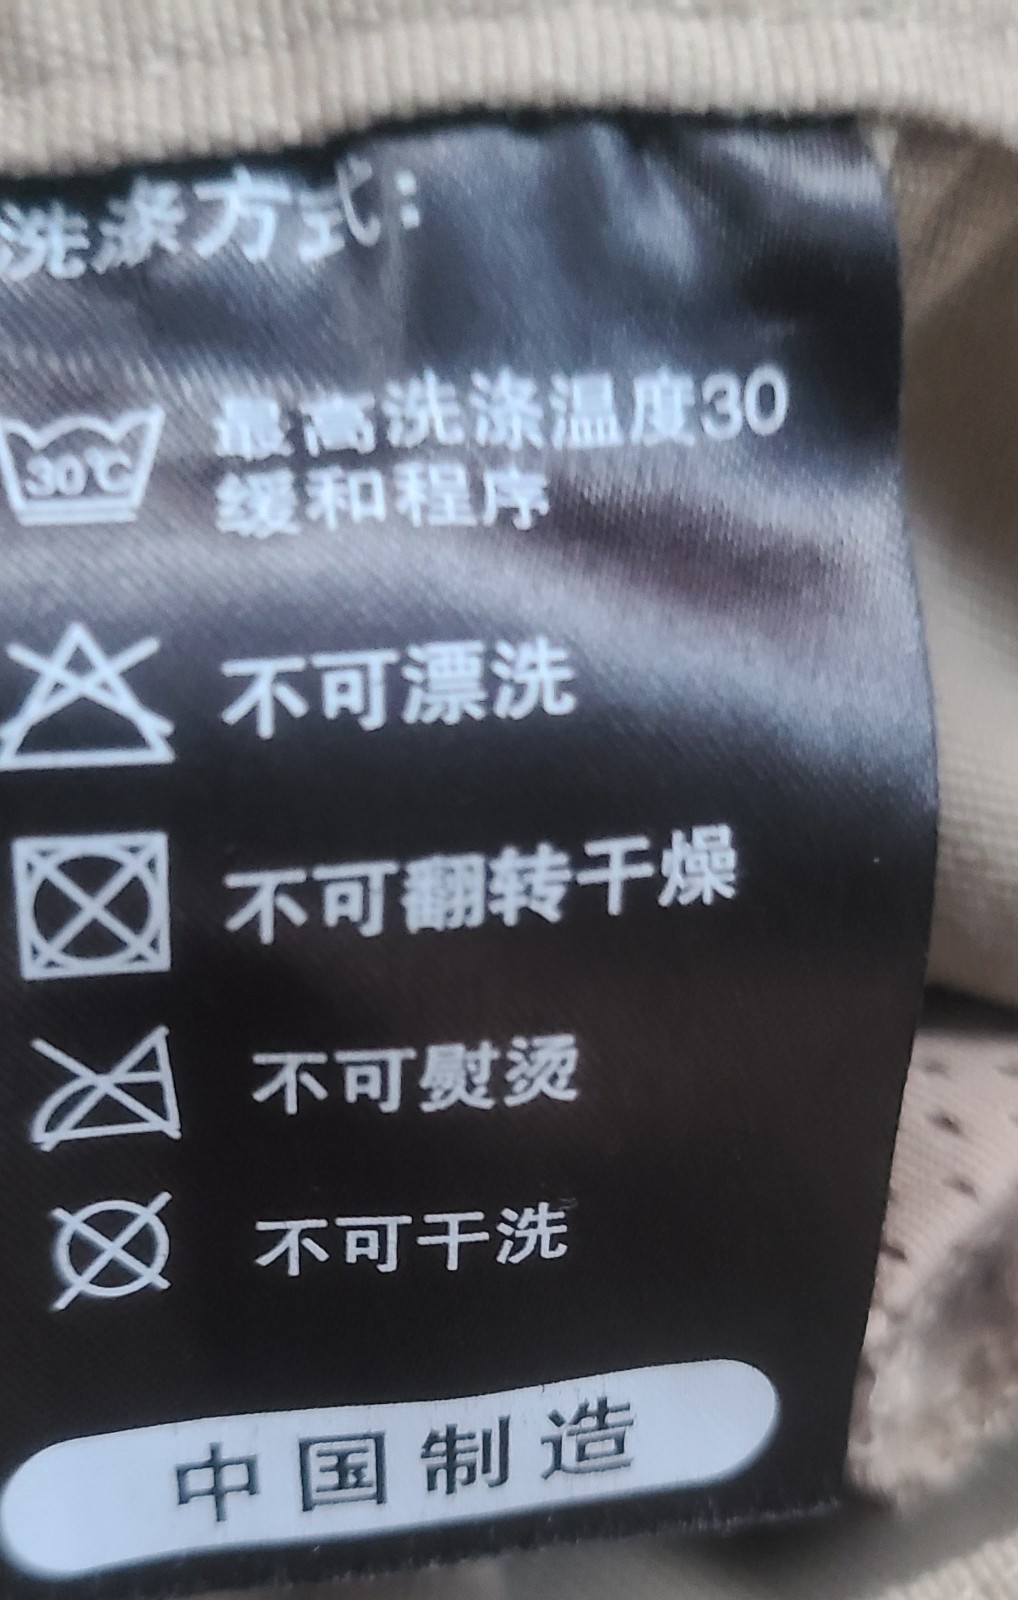 洗涤方式：
30℃
最高洗涤温度30
缓和程序
不可漂洗
不可翻转干燥
不可熨烫
不可干洗
中国制造